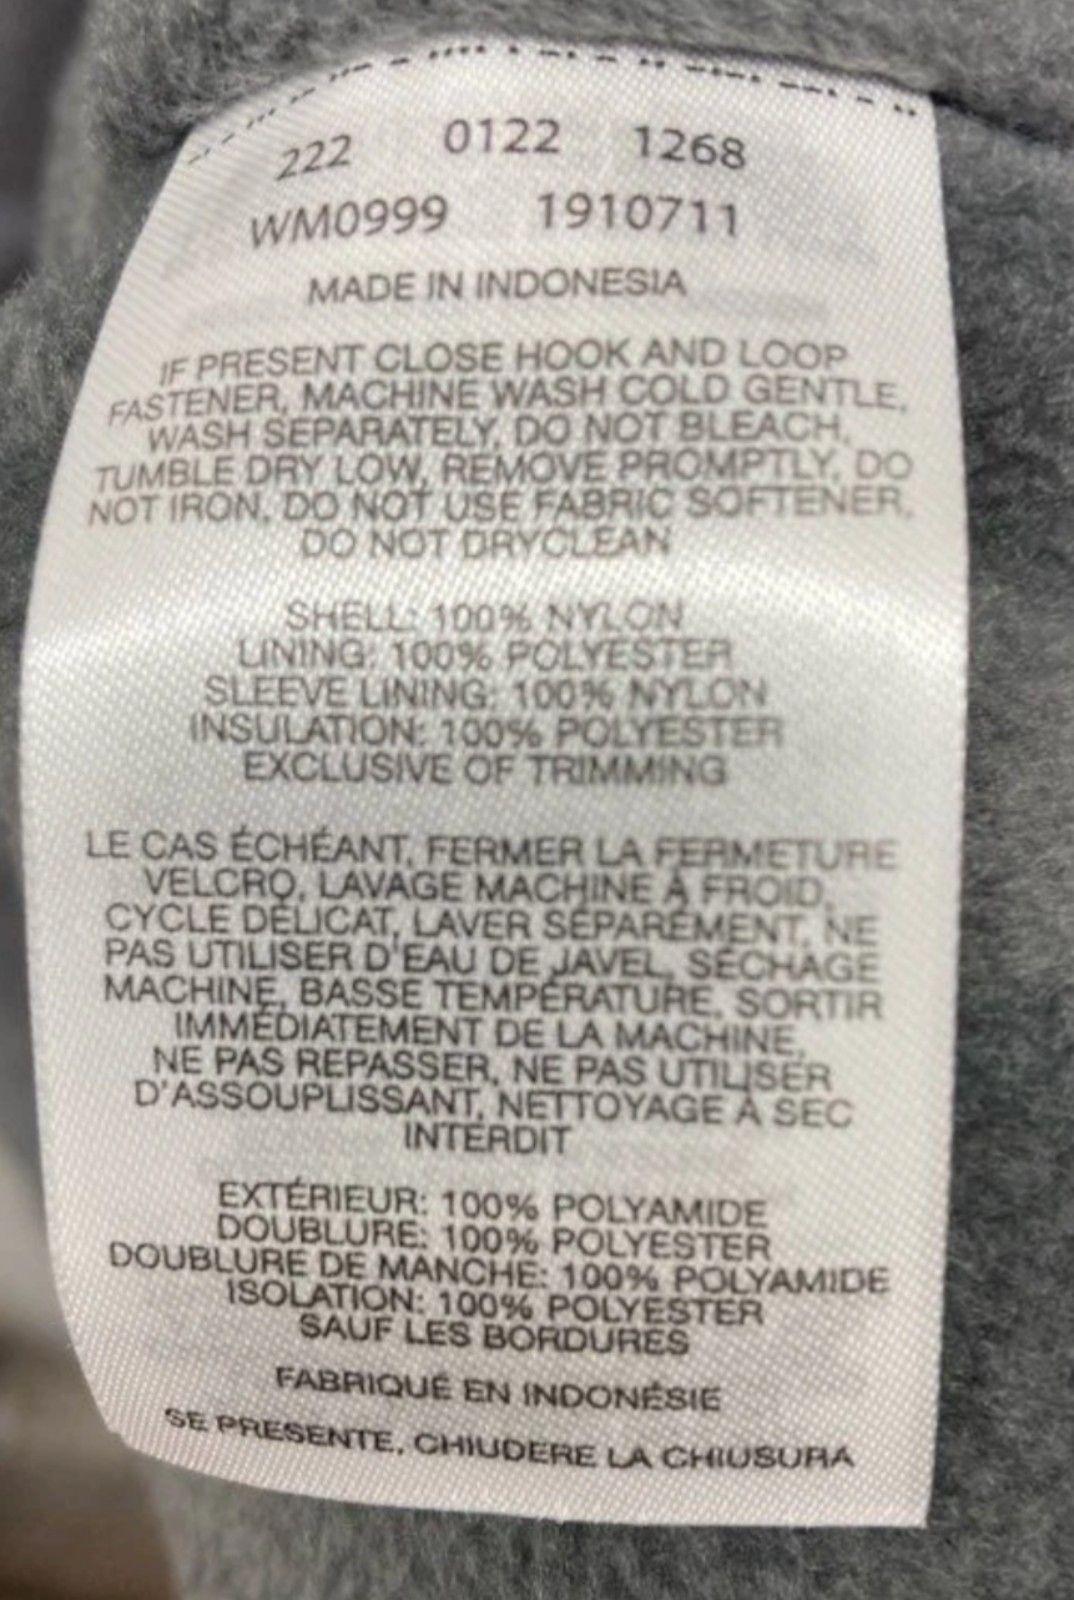 222 0122 1268
WM0999 1910711
MADE IN INDONESIA
IF PRESENT CLOSE HOOK AND LOOP
FASTENER, MACHINE WASH COLD GENTLE,
WASH SEPARATELY, DO NOT BLEACH,
TUMBLE DRY LOW, REMOVE PROMPTLY, DO
NOT IRON, DO NOT USE FABRIC SOFTENER,
DO NOT DRYCLEAN
SHELL: 100% NYLON
LINING: 100% POLYESTER
SLEEVE LINING: 100% NYLON
INSULATION: 100% POLYESTER
EXCLUSIVE OF TRIMMING
LE CAS ÉCHÉANT, FERMER LA FERMETURE
VELCRO, LAVAGE MACHINE À FROID,
CYCLE DÉLICAT, LAVER SÉPARÉMENT, NE
PAS UTILISER D'EAU DE JAVEL, SÉCHAGE
MACHINE, BASSE TEMPÉRATURE, SORTIR
IMMÉDIATEMENT DE LA MACHINE,
NE PAS REPASSER, NE PAS UTILISER
D'ASSOUPLISSANT, NETTOYAGE À SEC
INTERDIT
EXTÉRIEUR: 100% POLYAMIDE
DOUBLURE: 100% POLYESTER
DOUBLURE DE MANCHE: 100% POLYAMIDE
ISOLATION: 100% POLYESTER
SAUF LES BORDURES
FABRIQUÉ EN INDONÉSIE
SE PRESENTE, CHIUDERE LA CHIUSURA